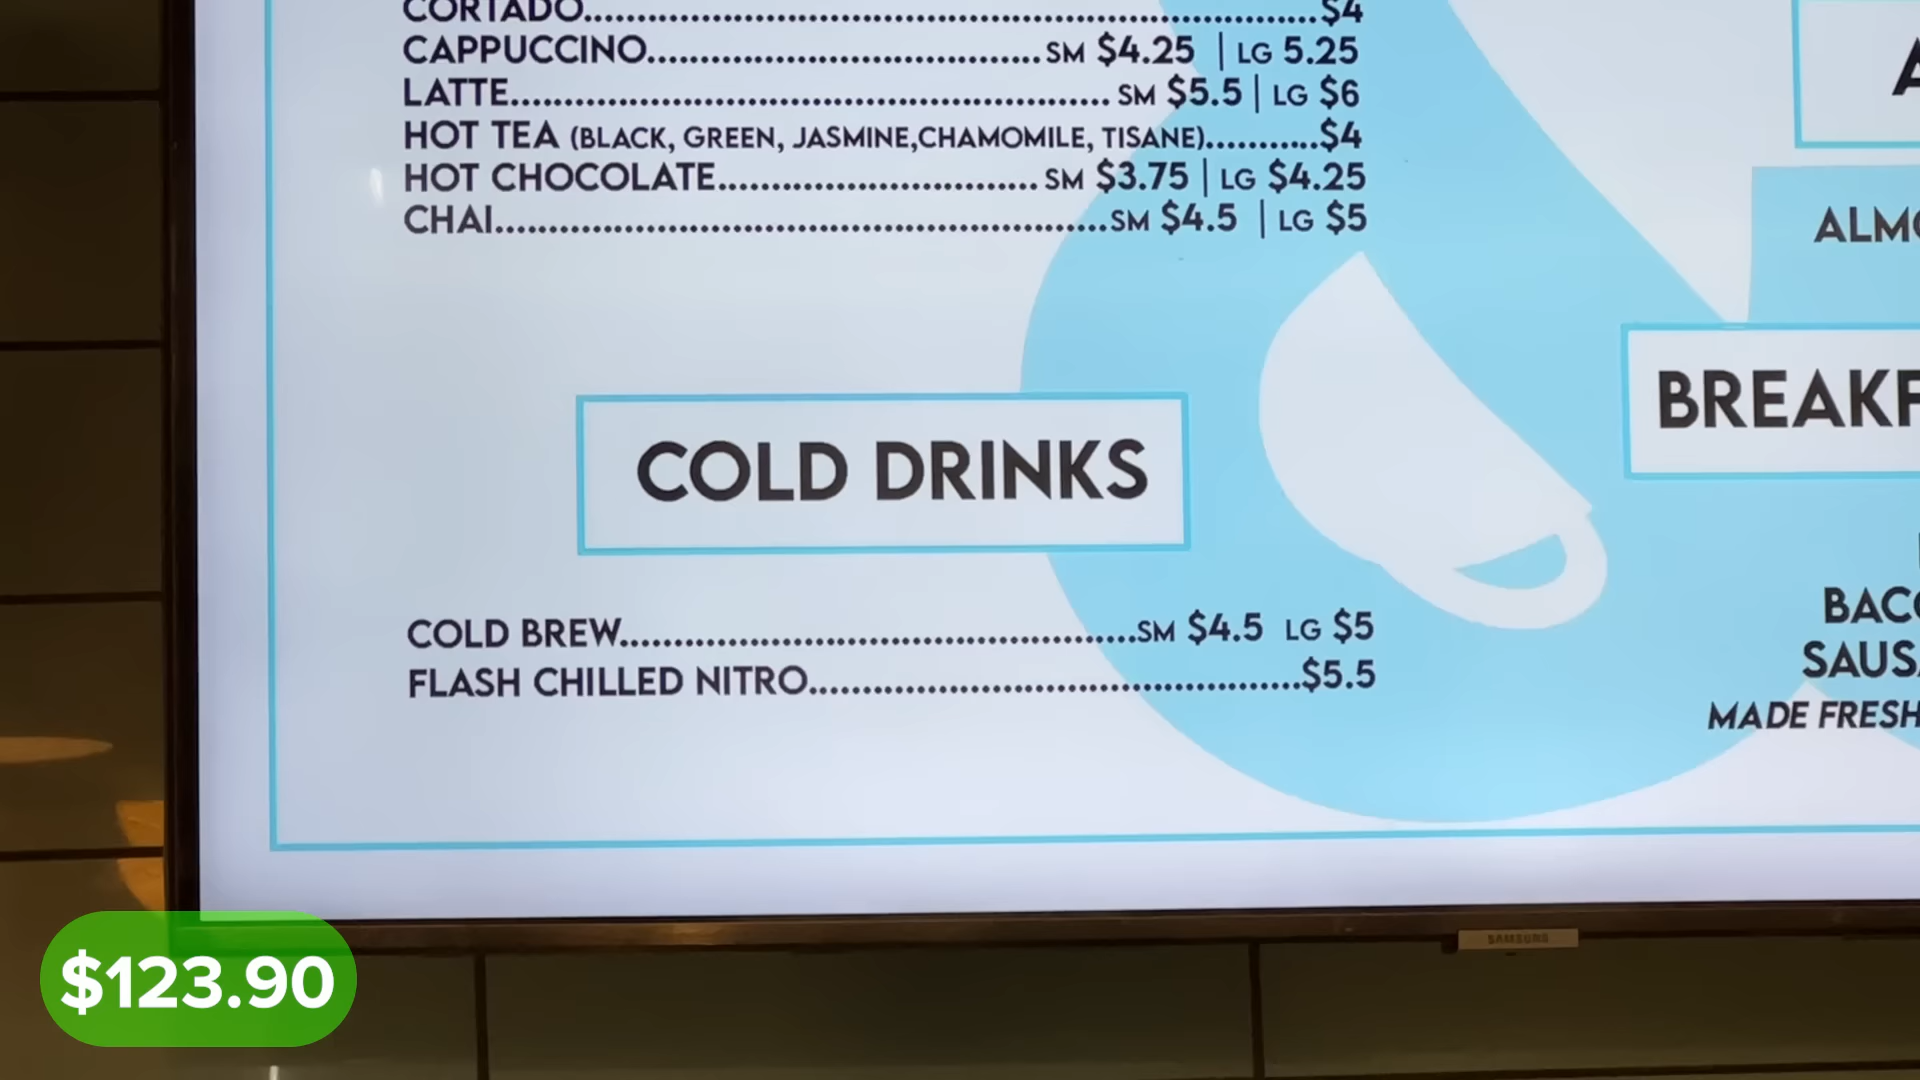 CORTADO....................$4
CAPPUCCINO....................SM $4.25 | LG 5.25
LATTE....................SM $5.5 | LG $6
HOT TEA (BLACK, GREEN, JASMINE,CHAMOMILE, TISANE)...........$4
HOT CHOCOLATE....................SM $3.75 | LG $4.25
CHAI....................SM $4.5 | LG $5
COLD DRINKS
COLD BREW....................SM $4.5 LG $5
FLASH CHILLED NITRO....................$5.5
MADE FRESH
SAMSUNG
$123.90